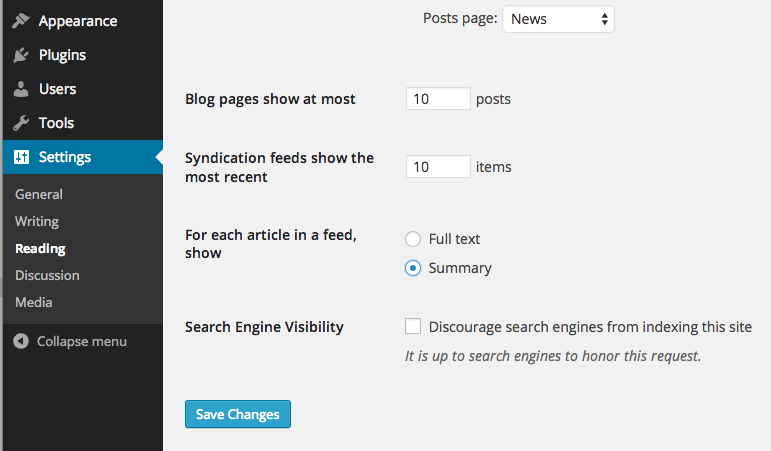 Appearance
Plugins
Users
Tools
Settings
General
Writing
Reading
Discussion
Media
Collapse menu
Posts page: News
Blog pages show at most 10 posts
Syndication feeds show the
most recent 10 items
For each article in a feed,
show
Full text
Summary
Search Engine Visibility Discourage search engines from indexing this site
It is up to search engines to honor this request.
Save Changes